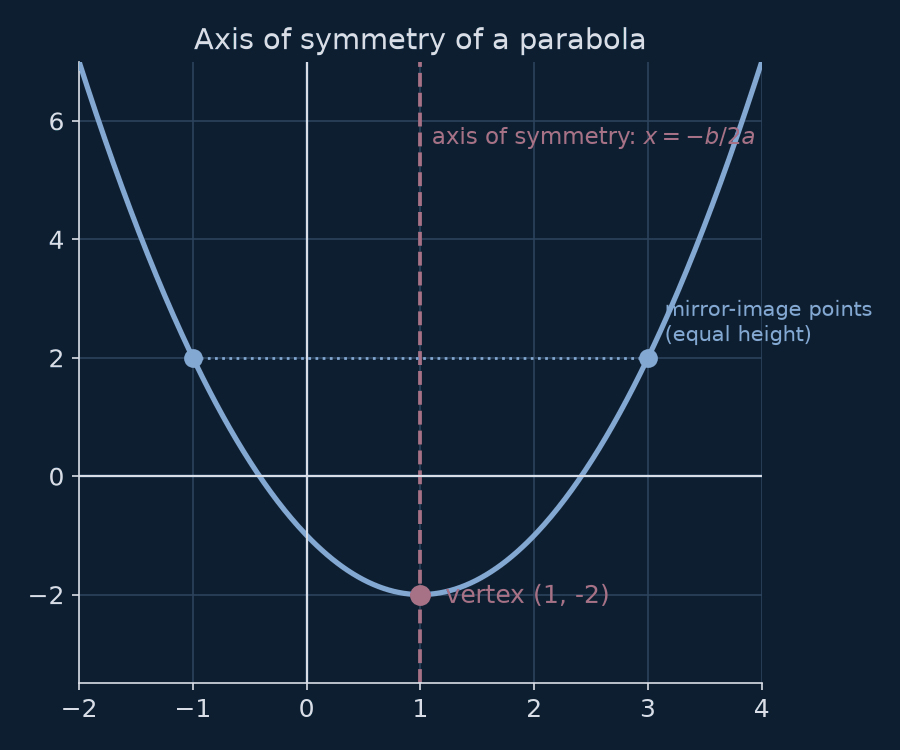 Axis of symmetry of a parabola
6
axis of symmetry: x = −b/2a
4
mirror-image points
(equal height)
2
0
−2
vertex (1, -2)
−2 −1 0 1 2 3 4